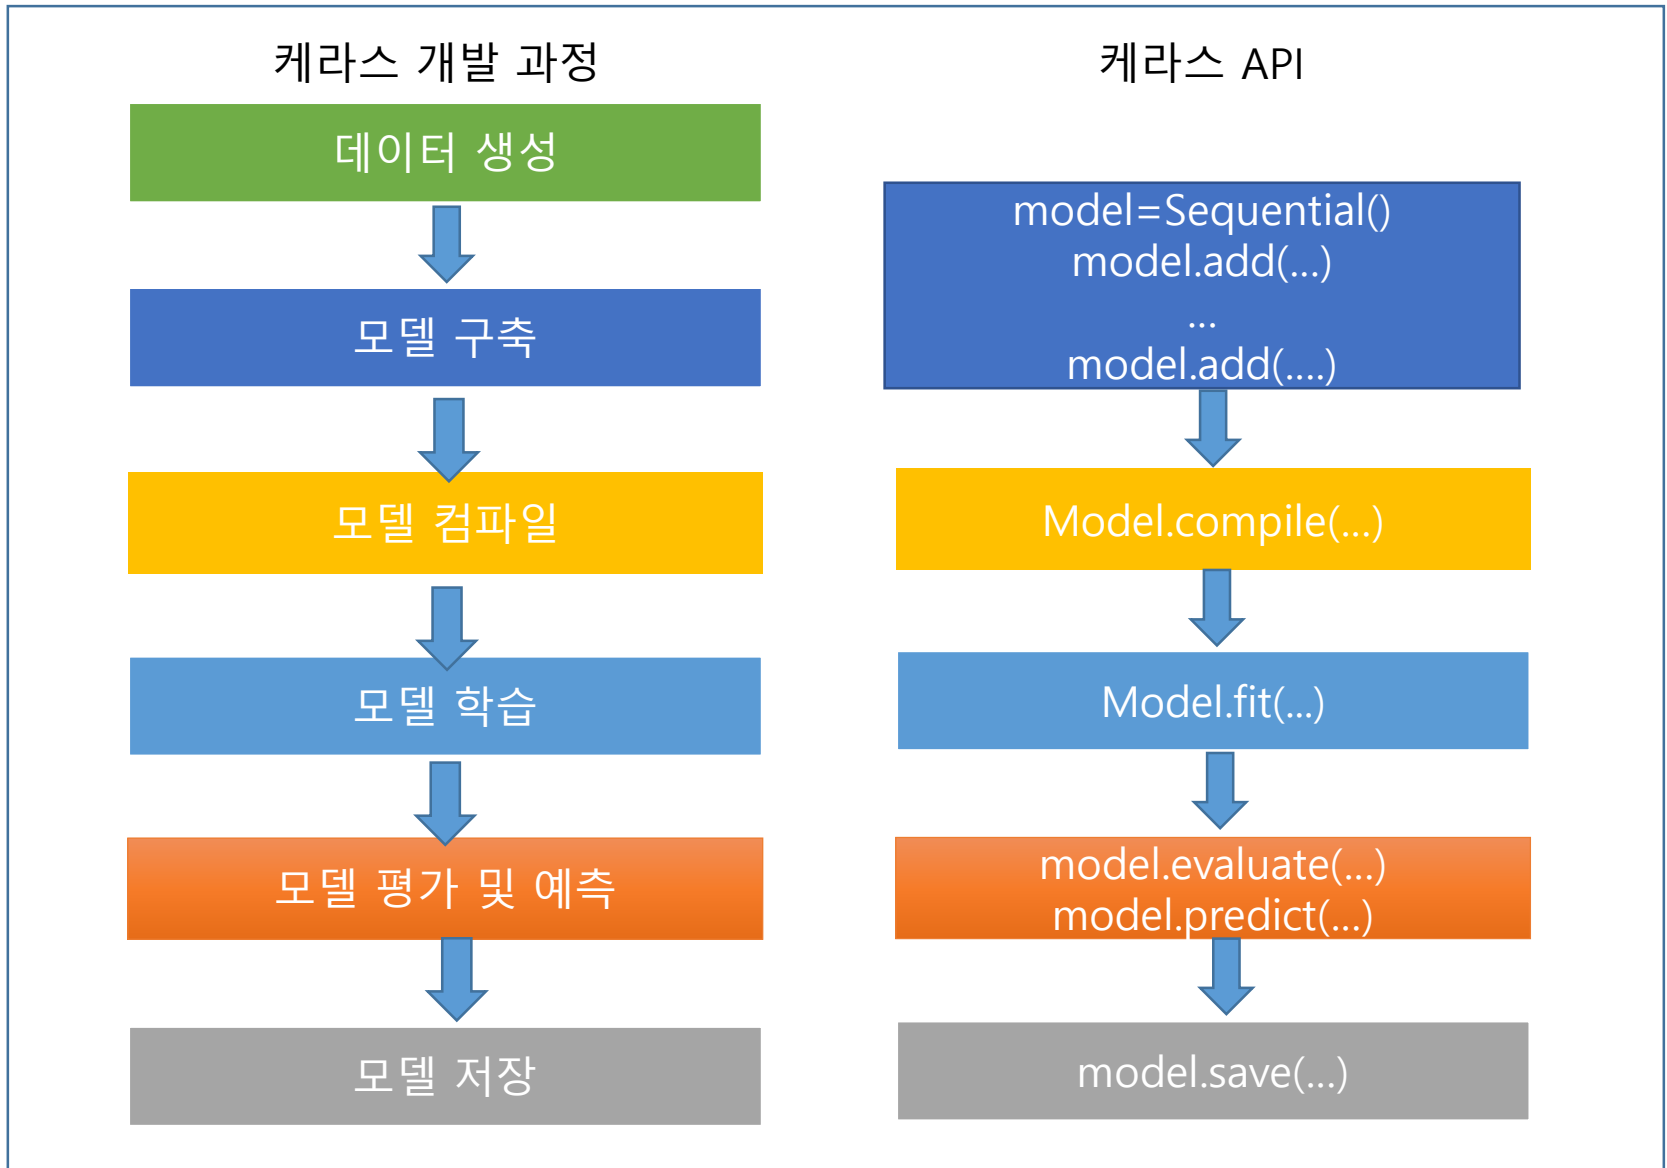 케라스 개발 과정
데이터 생성
모델 구축
모델 컴파일
모델 학습
모델 평가 및 예측
모델 저장
케라스 API
model=Sequential()
model.add(...)
...
model.add(....)
Model.compile(...)
Model.fit(...)
model.evaluate(...)
model.predict(...)
model.save(...)